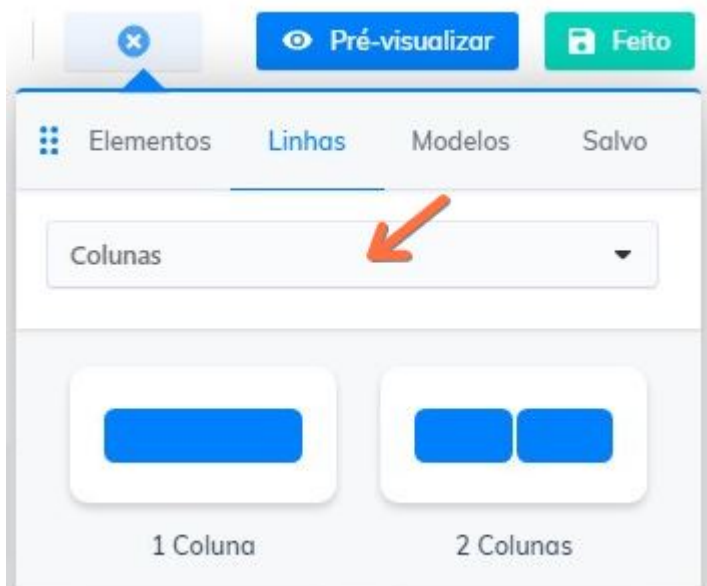 Pré-visualizar Feito
Elementos Linhas Modelos Salvo
Colunas
1 Coluna 2 Colunas